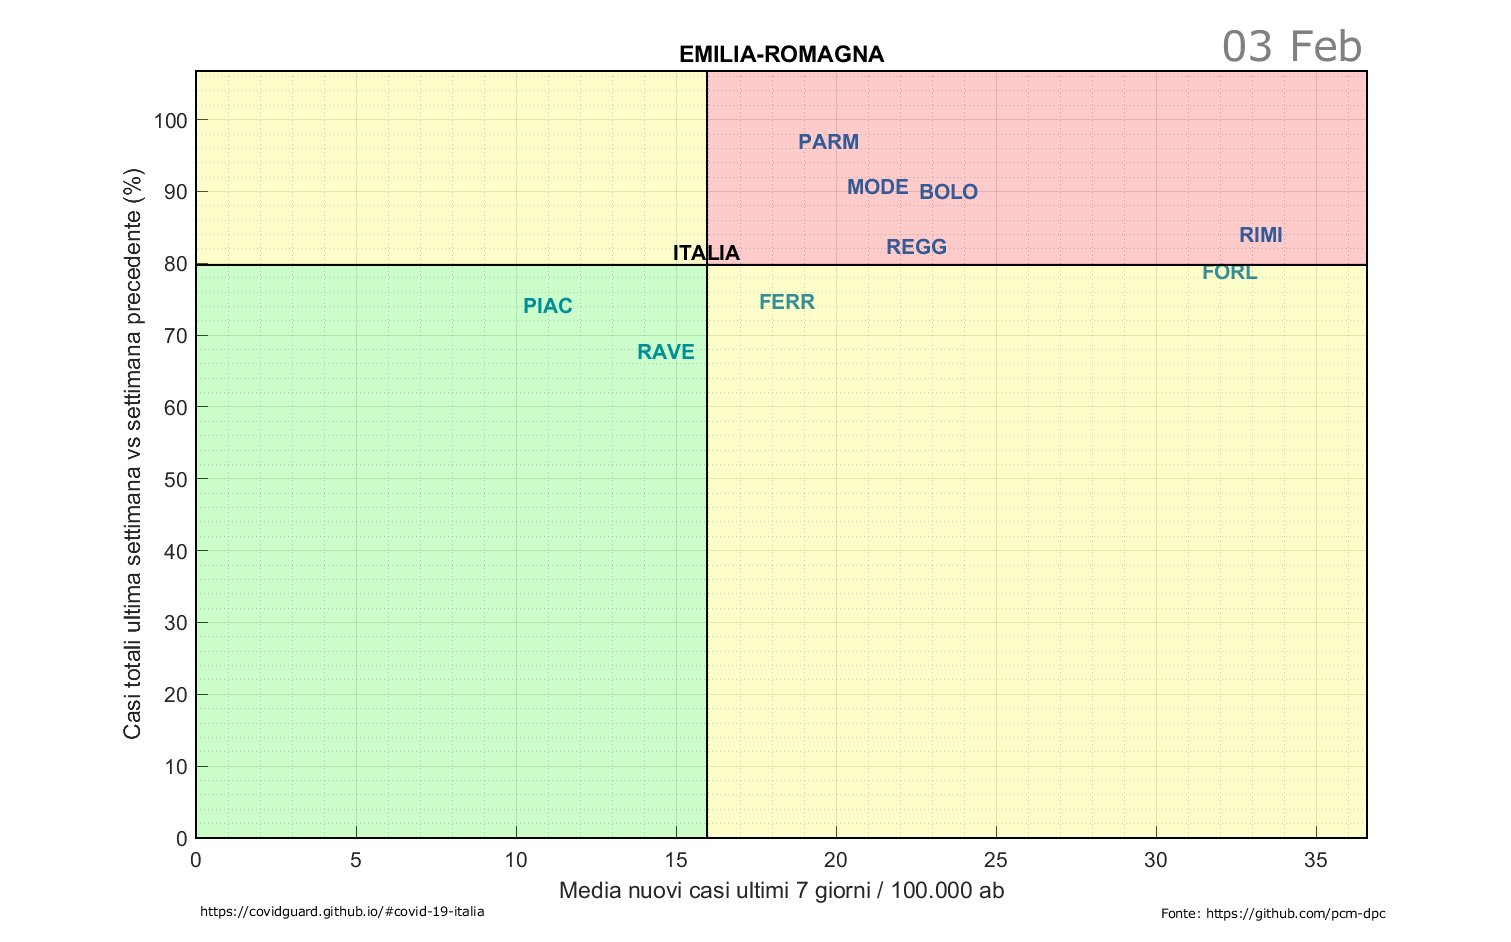 03 Feb
EMILIA-ROMAGNA
Casi totali ultima settimana vs settimana precedente (%)
100
90
80
70
60
50
40
30
20
10
0
PARM
MODE
BOLO
RIMI
REGG
ITALIA
FORL
FERR
PIAC
RAVE
0
5
10
15
20
25
30
35
Media nuovi casi ultimi 7 giorni / 100.000 ab
https://covidguard.github.io/#covid-19-italia
Fonte: https://github.com/pcm-dpc